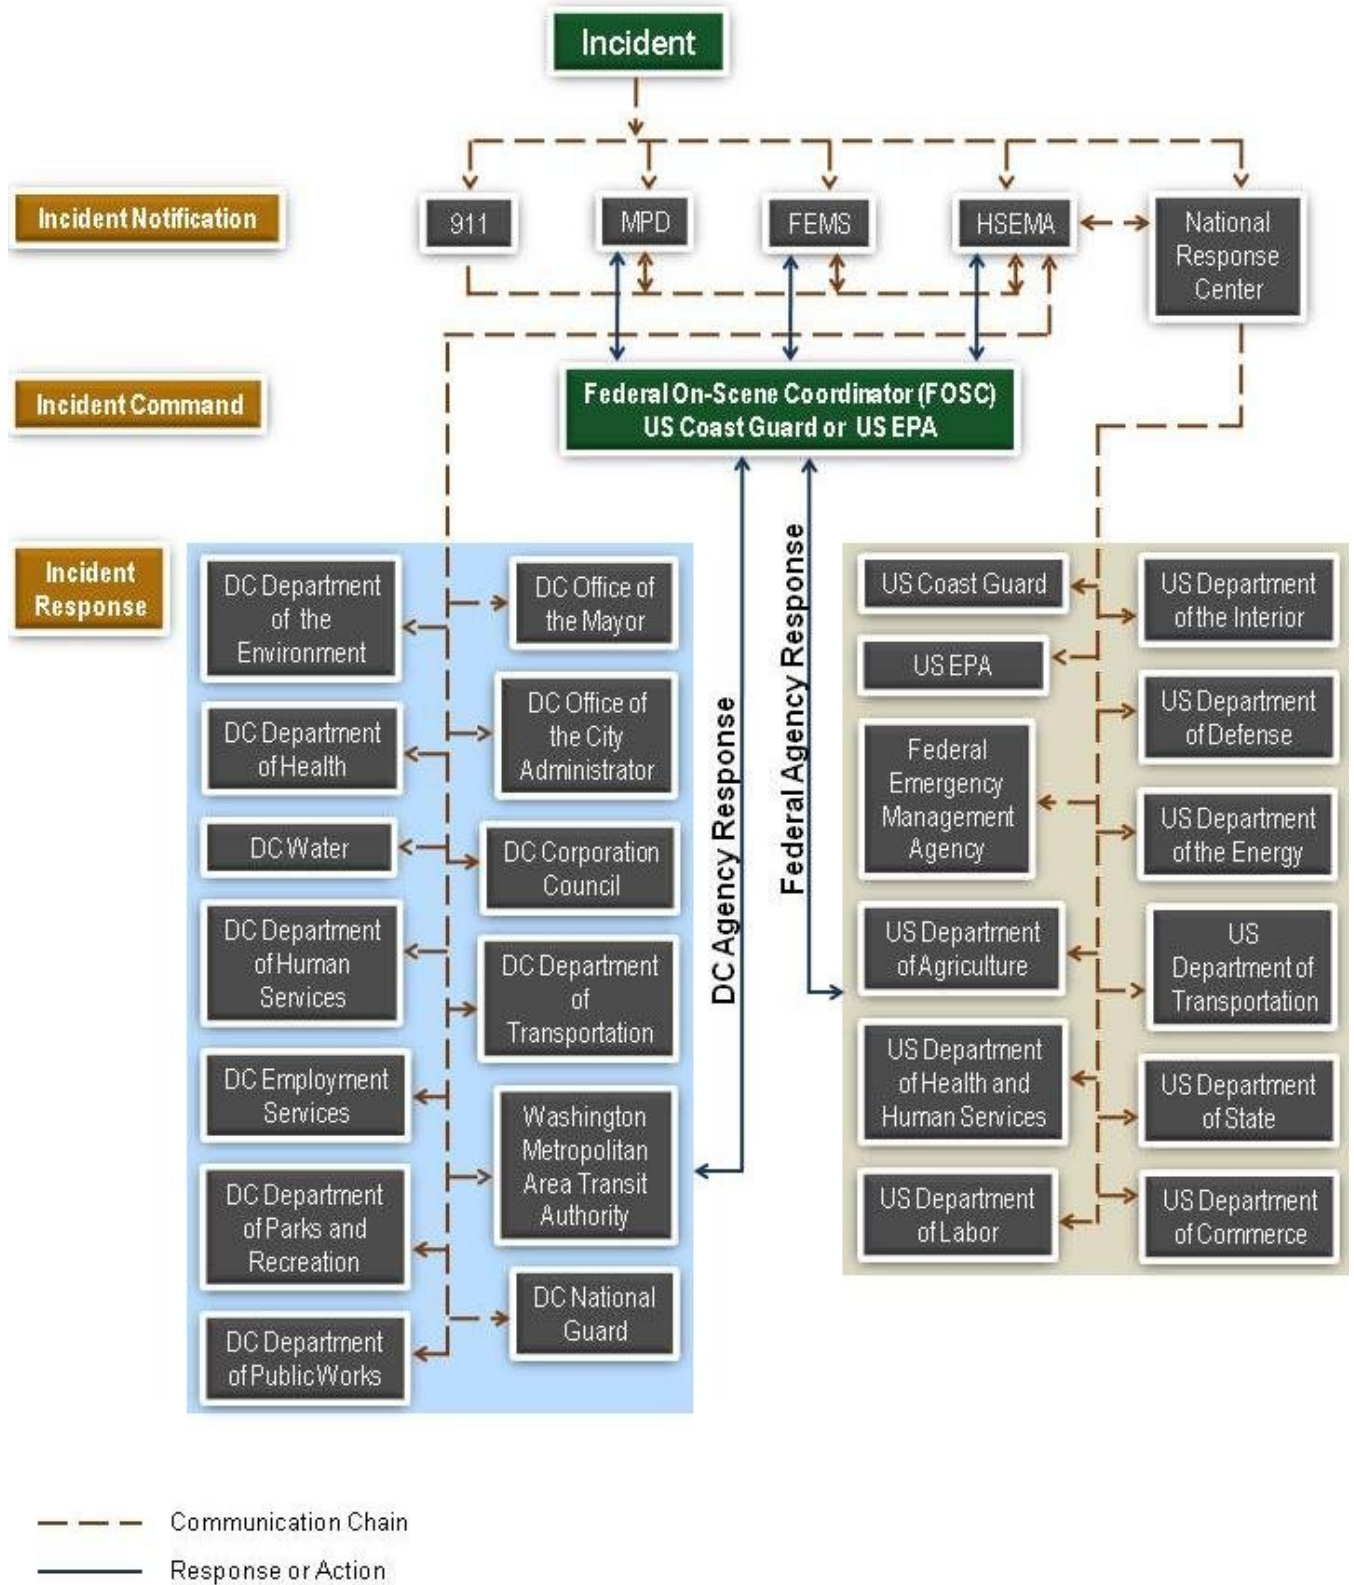 Incident
Incident Notification
911
MPD
FEMS
HSEMA
National
Response
Center
Incident Command
Federal On-Scene Coordinator (FOSC)
US Coast Guard or US EPA
Incident
Response
DC Department
of the
Environment
DC Department
of Health
DC Water
DC Department
of Human
Services
DC Employment
Services
DC Department
of Parks and
Recreation
DC Department
of Public Works
DC Office of
the Mayor
DC Office of
the City
Administrator
DC Corporation
Council
DC Department
of
Transportation
Washington
Metropolitan
Area Transit
Authority
DC National
Guard
DC Agency Response
Federal Agency Response
US Coast Guard
US EPA
Federal
Emergency
Management
Agency
US Department
of Agriculture
US Department
of Health and
Human Services
US Department
of Labor
US Department
of the Interior
US Department
of Defense
US Department
of the Energy
US
Department of
Transportation
US Department
of State
US Department
of Commerce
Communication Chain
Response or Action